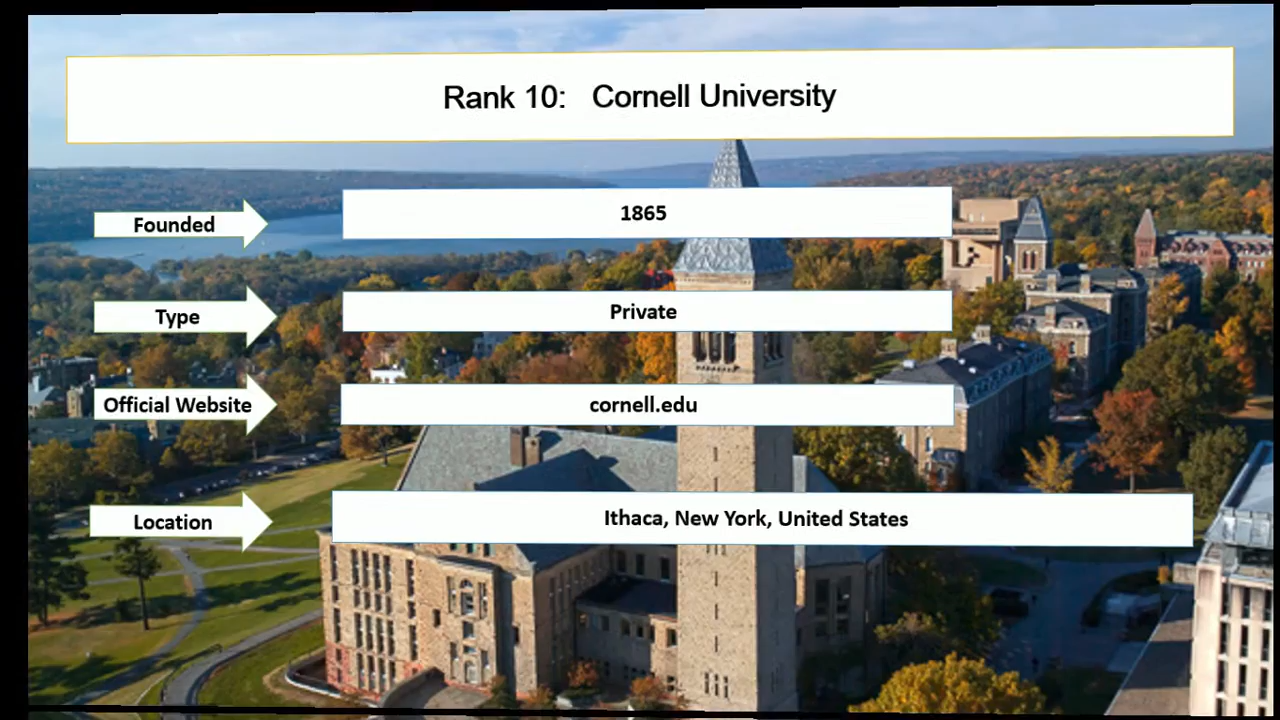 Rank 10: Cornell University
Founded
1865
Type
Private
Official Website
cornell.edu
Location
Ithaca, New York, United States